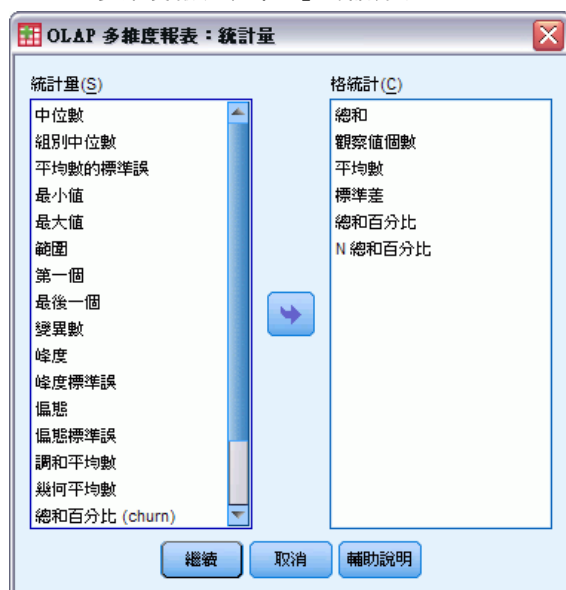 OLAP 多維度報表：統計量
統計量(S)
中位數
組別中位數
平均數的標準誤
最小值
最大值
範圍
第一個
最後一個
變異數
峰度
峰度標準誤
偏態
偏態標準誤
調和平均數
幾何平均數
總和百分比 (churn)
格統計(C)
總和
觀察值個數
平均數
標準差
總和百分比
N 總和百分比
繼續
取消
輔助說明